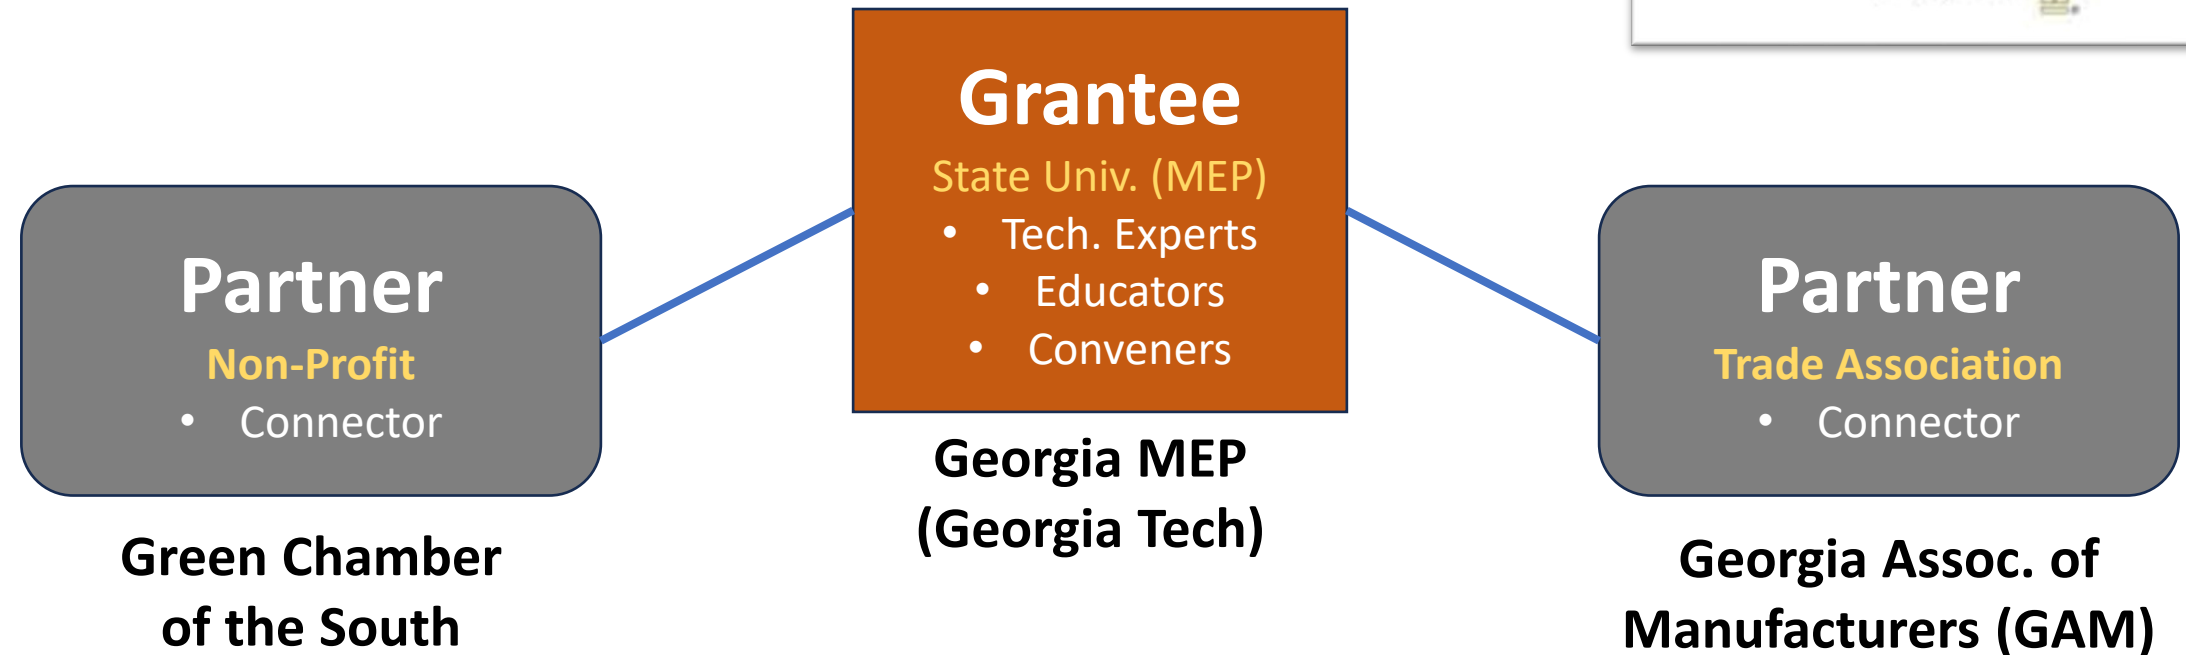 Grantee
State Univ. (MEP)
• Tech. Experts
• Educators
• Conveners
Georgia MEP
(Georgia Tech)
Partner
Non-Profit
• Connector
Green Chamber
of the South
Partner
Trade Association
• Connector
Georgia Assoc. of
Manufacturers (GAM)